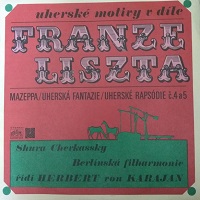 uherské motivy v díle
FRANZE
LISZTA
MAZEPPA/UHERSKÁ FANTAZIE/UHERSKÉ RAPSODIE č.4 a 5
Shura Cherkassky
Berlínská filharmonie
řídí HERBERT von KARAJAN